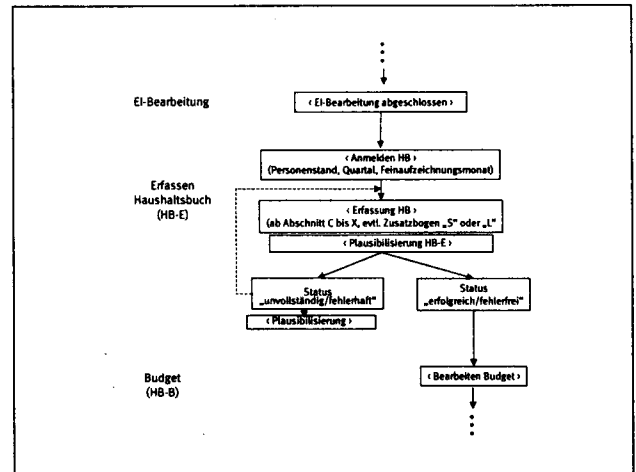 EI-Bearbeitung
‹ EI-Bearbeitung abgeschlossen ›
‹ Anmelden HB ›
(Personenstand, Quartal, Feinaufzeichnungsmonat)
Erfassen
Haushaltsbuch
(HB-E)
‹ Erfassung HB ›
(ab Abschnitt C bis X, evtl. Zusatzbogen „S" oder „L"
‹ Plausibilisierung HB-E ›
Status
„unvollständig/fehlerhaft"
‹ Plausibilisierung ›
Status
„erfolgreich/fehlerfrei"
Budget
(HB-B)
‹ Bearbeiten Budget ›